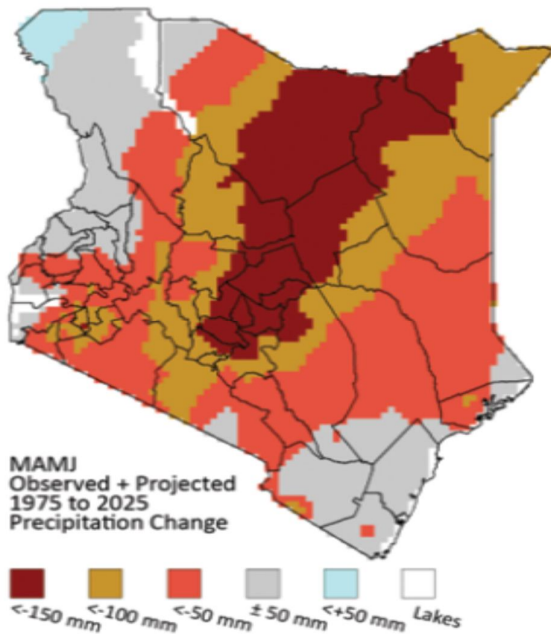 MAMJ
Observed + Projected
1975 to 2025
Precipitation Change
<-150 mm <-100 mm <-50 mm ± 50 mm <+50 mm Lakes